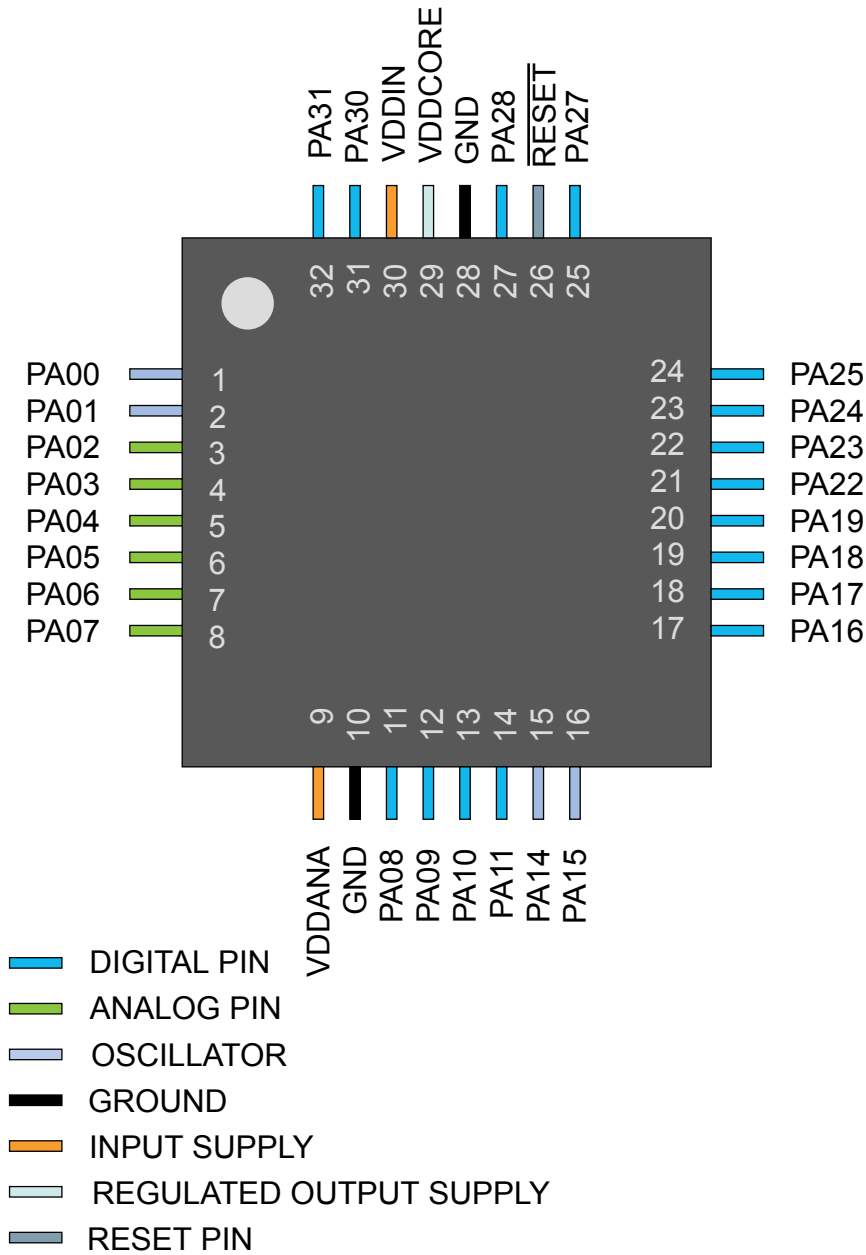 PA31
PA30
VDDIN
VDDCORE
GND
PA28
RESET
PA27
32
31
30
29
28
27
26
25
PA00 1
PA01 2
PA02 3
PA03 4
PA04 5
PA05 6
PA06 7
PA07 8
24 PA25
23 PA24
22 PA23
21 PA22
20 PA19
19 PA18
18 PA17
17 PA16
9
10
11
12
13
14
15
16
VDDANA
GND
PA08
PA09
PA10
PA11
PA14
PA15
DIGITAL PIN
ANALOG PIN
OSCILLATOR
GROUND
INPUT SUPPLY
REGULATED OUTPUT SUPPLY
RESET PIN